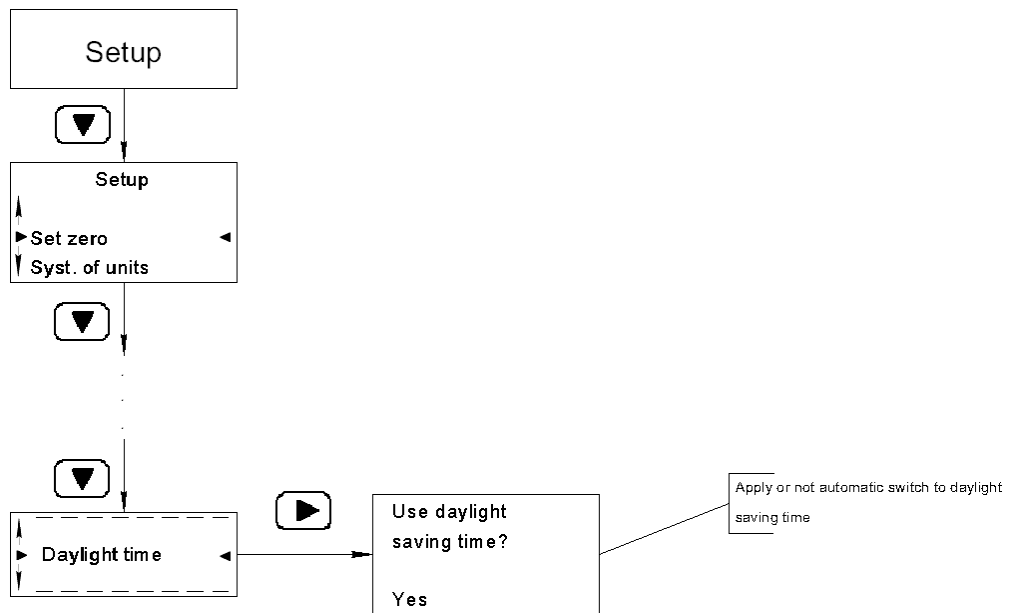 Setup
Setup
Set zero
Syst. of units
Daylight time
Use daylight
saving time?
Yes
Apply or not automatic switch to daylight
saving time